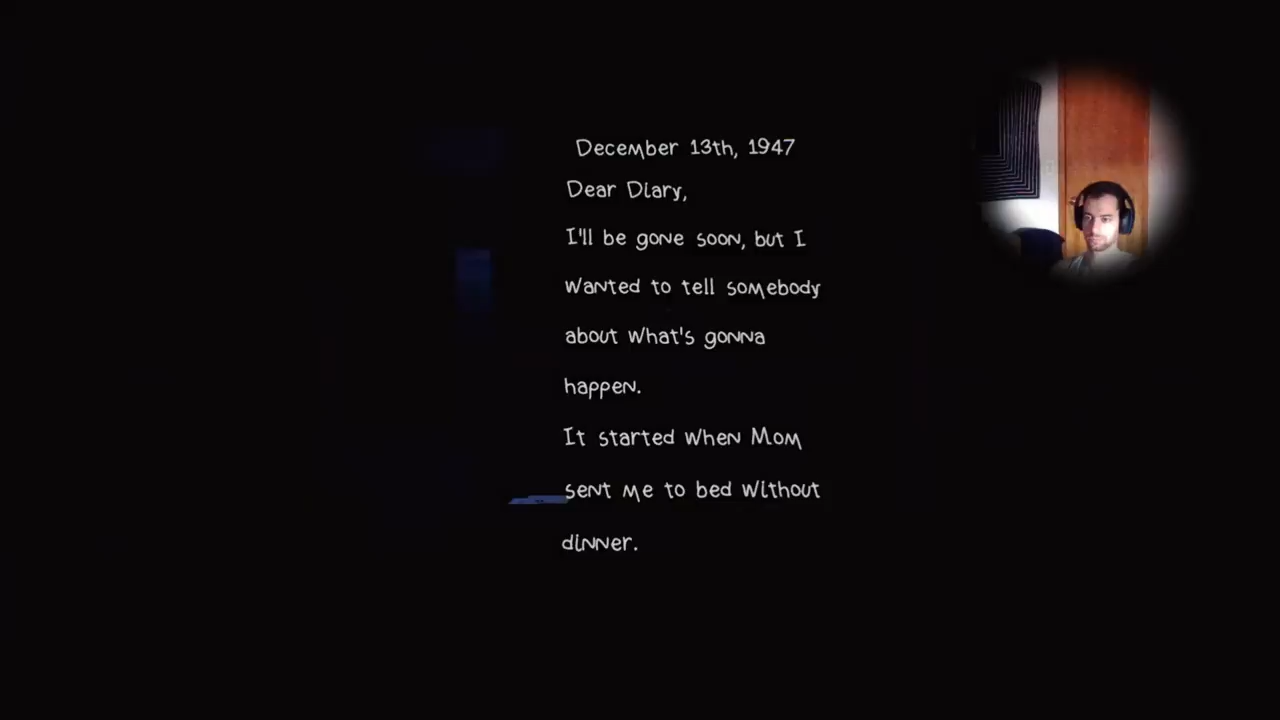 December 13th, 1947
Dear Diary,
I'll be gone soon, but I
wanted to tell somebody
about what's gonna
happen.
It started when Mom
sent me to bed without
dinner.